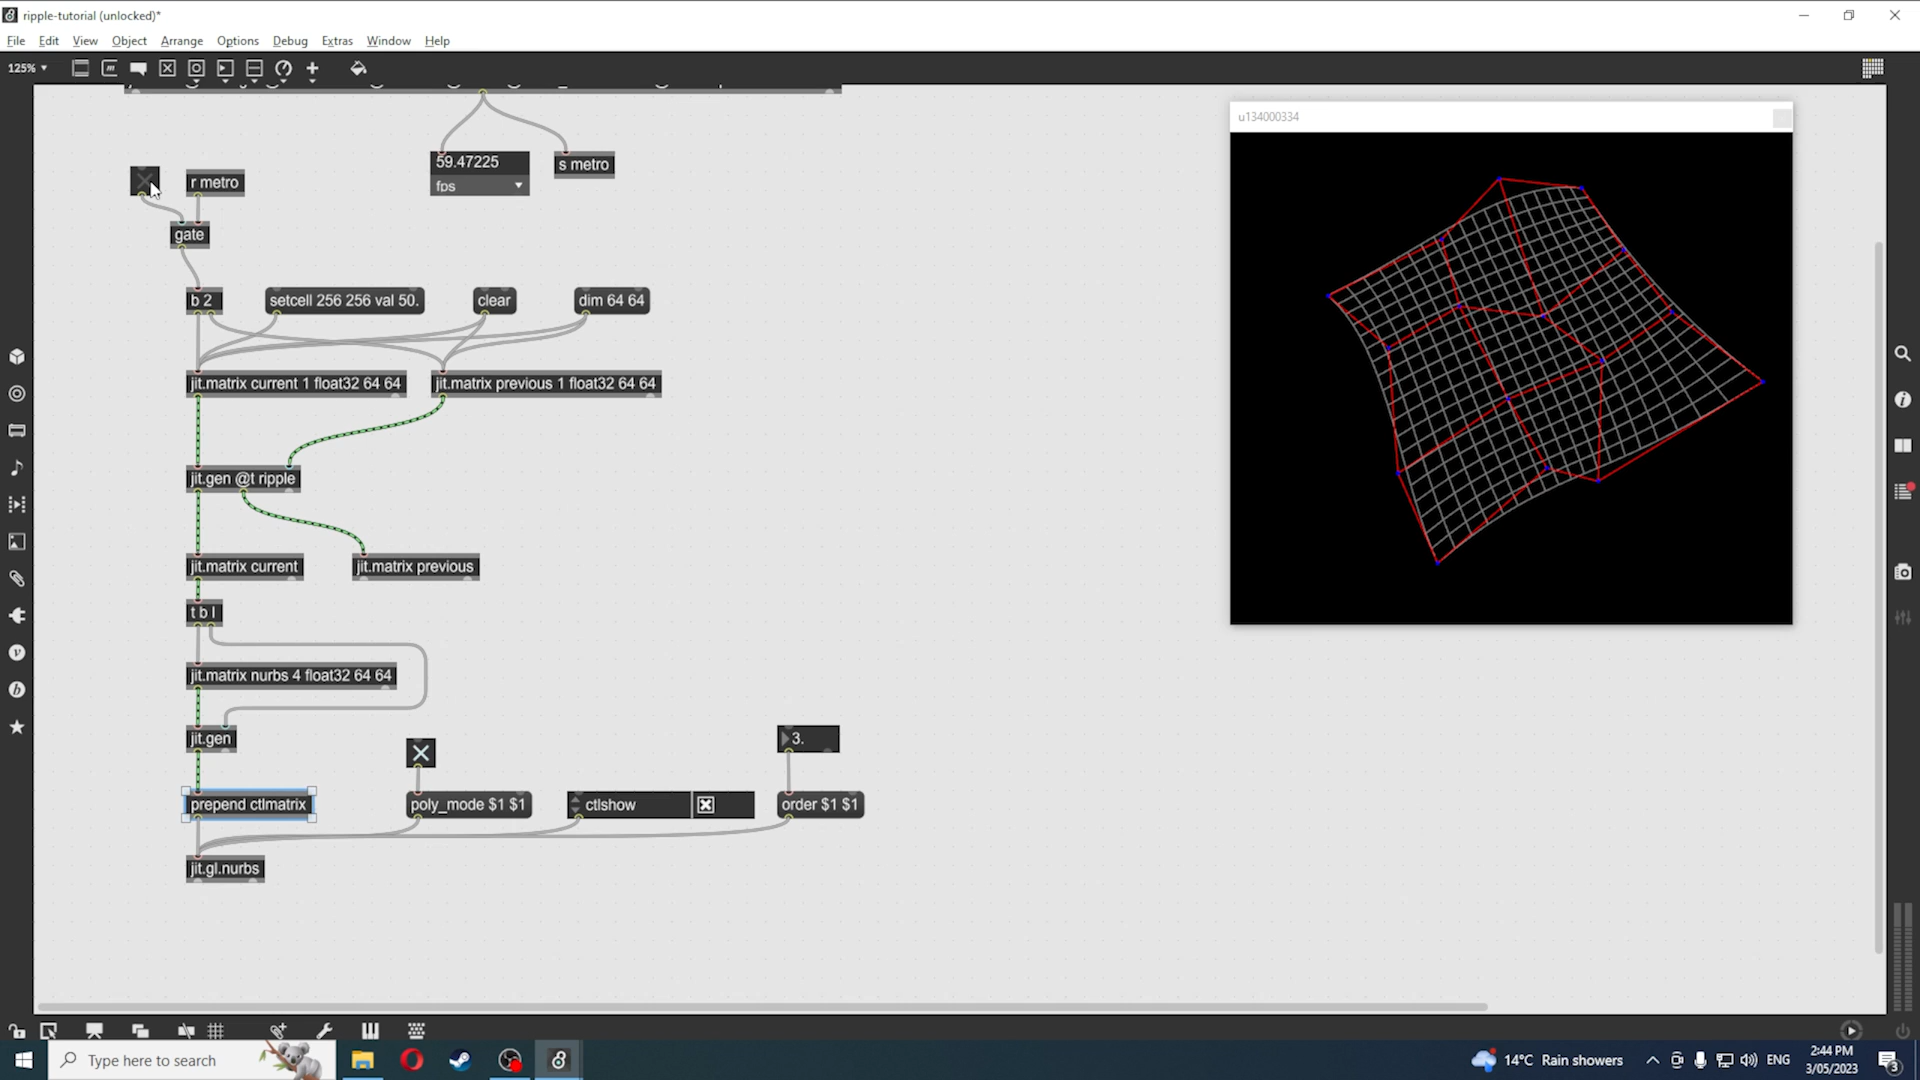 ripple-tutorial (unlocked)*
File Edit View Object Arrange Options Debug Extras Window Help
125%
u134000334
59.47225
fps
s metro
r metro
gate
b 2
setcell 256 256 val 50.
clear
dim 64 64
jit.matrix current 1 float32 64 64
jit.matrix previous 1 float32 64 64
jit.gen @t ripple
jit.matrix current
jit.matrix previous
t b l
jit.matrix nurbs 4 float32 64 64
jit.gen
3.
prepend ctlmatrix
poly_mode $1 $1
ctlshow
order $1 $1
jit.gl.nurbs
Type here to search
14°C Rain showers
ENG
2:44 PM
3/05/2023
3